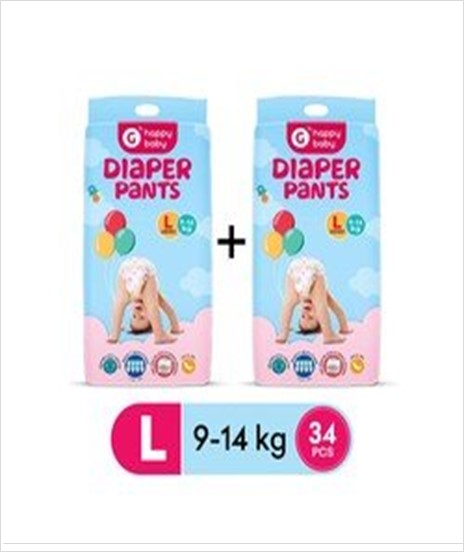 G
happy
baby
DIAPER
PANTS
L
9-14
kg
+
G
happy
baby
DIAPER
PANTS
L
9-14
kg
L
9-14 kg
34
PCS